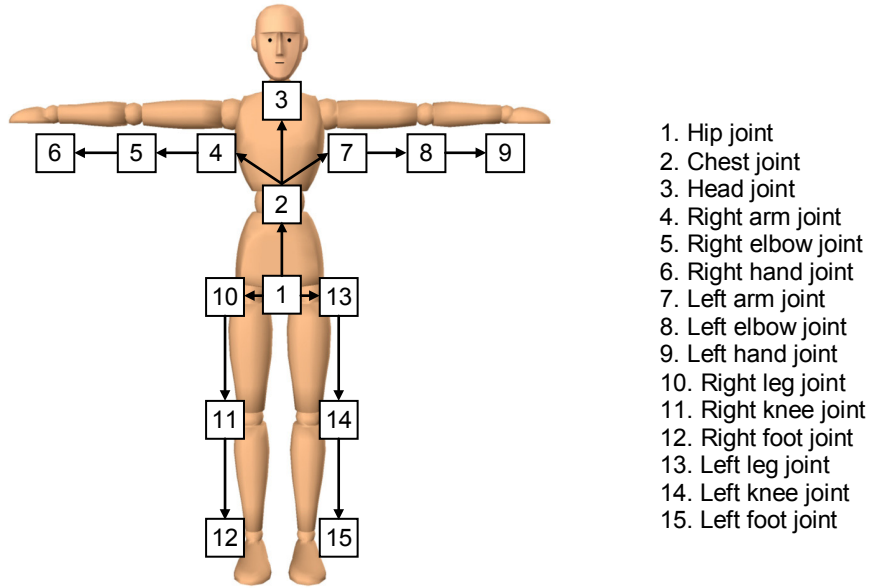 3
6 5 4 7 8 9
2
10 1 13
11 14
12 15
1. Hip joint
2. Chest joint
3. Head joint
4. Right arm joint
5. Right elbow joint
6. Right hand joint
7. Left arm joint
8. Left elbow joint
9. Left hand joint
10. Right leg joint
11. Right knee joint
12. Right foot joint
13. Left leg joint
14. Left knee joint
15. Left foot joint